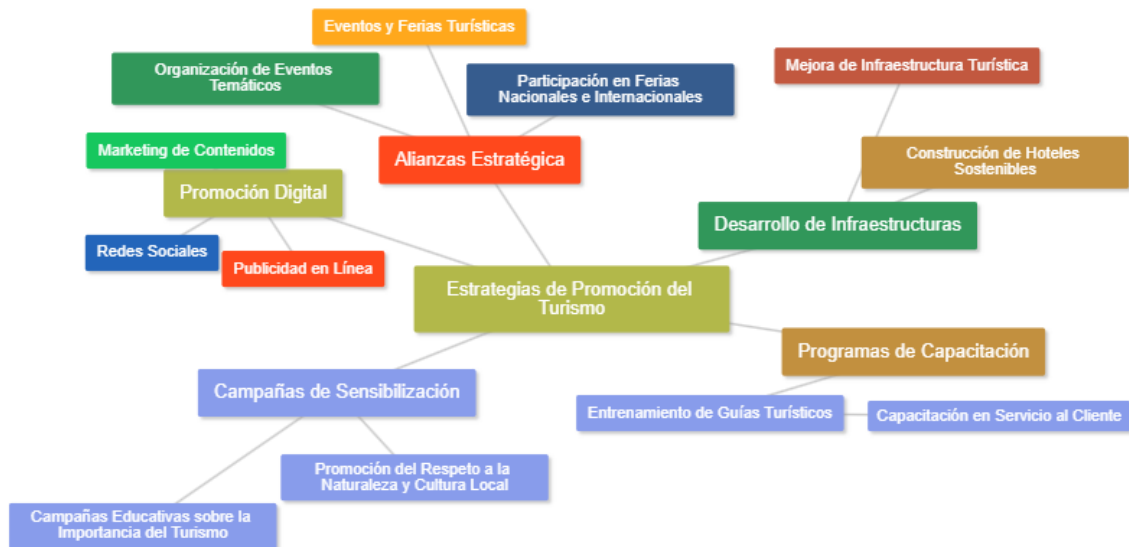 Eventos y Ferias Turísticas
Organización de Eventos
Temáticos
Participación en Ferias
Nacionales e Internacionales
Mejora de Infraestructura Turística
Marketing de Contenidos
Alianzas Estratégica
Construcción de Hoteles
Sostenibles
Promoción Digital
Desarrollo de Infraestructuras
Redes Sociales
Publicidad en Línea
Estrategias de Promoción del
Turismo
Programas de Capacitación
Campañas de Sensibilización
Entrenamiento de Guías Turísticos
Capacitación en Servicio al Cliente
Promoción del Respeto a la
Naturaleza y Cultura Local
Campañas Educativas sobre la
Importancia del Turismo